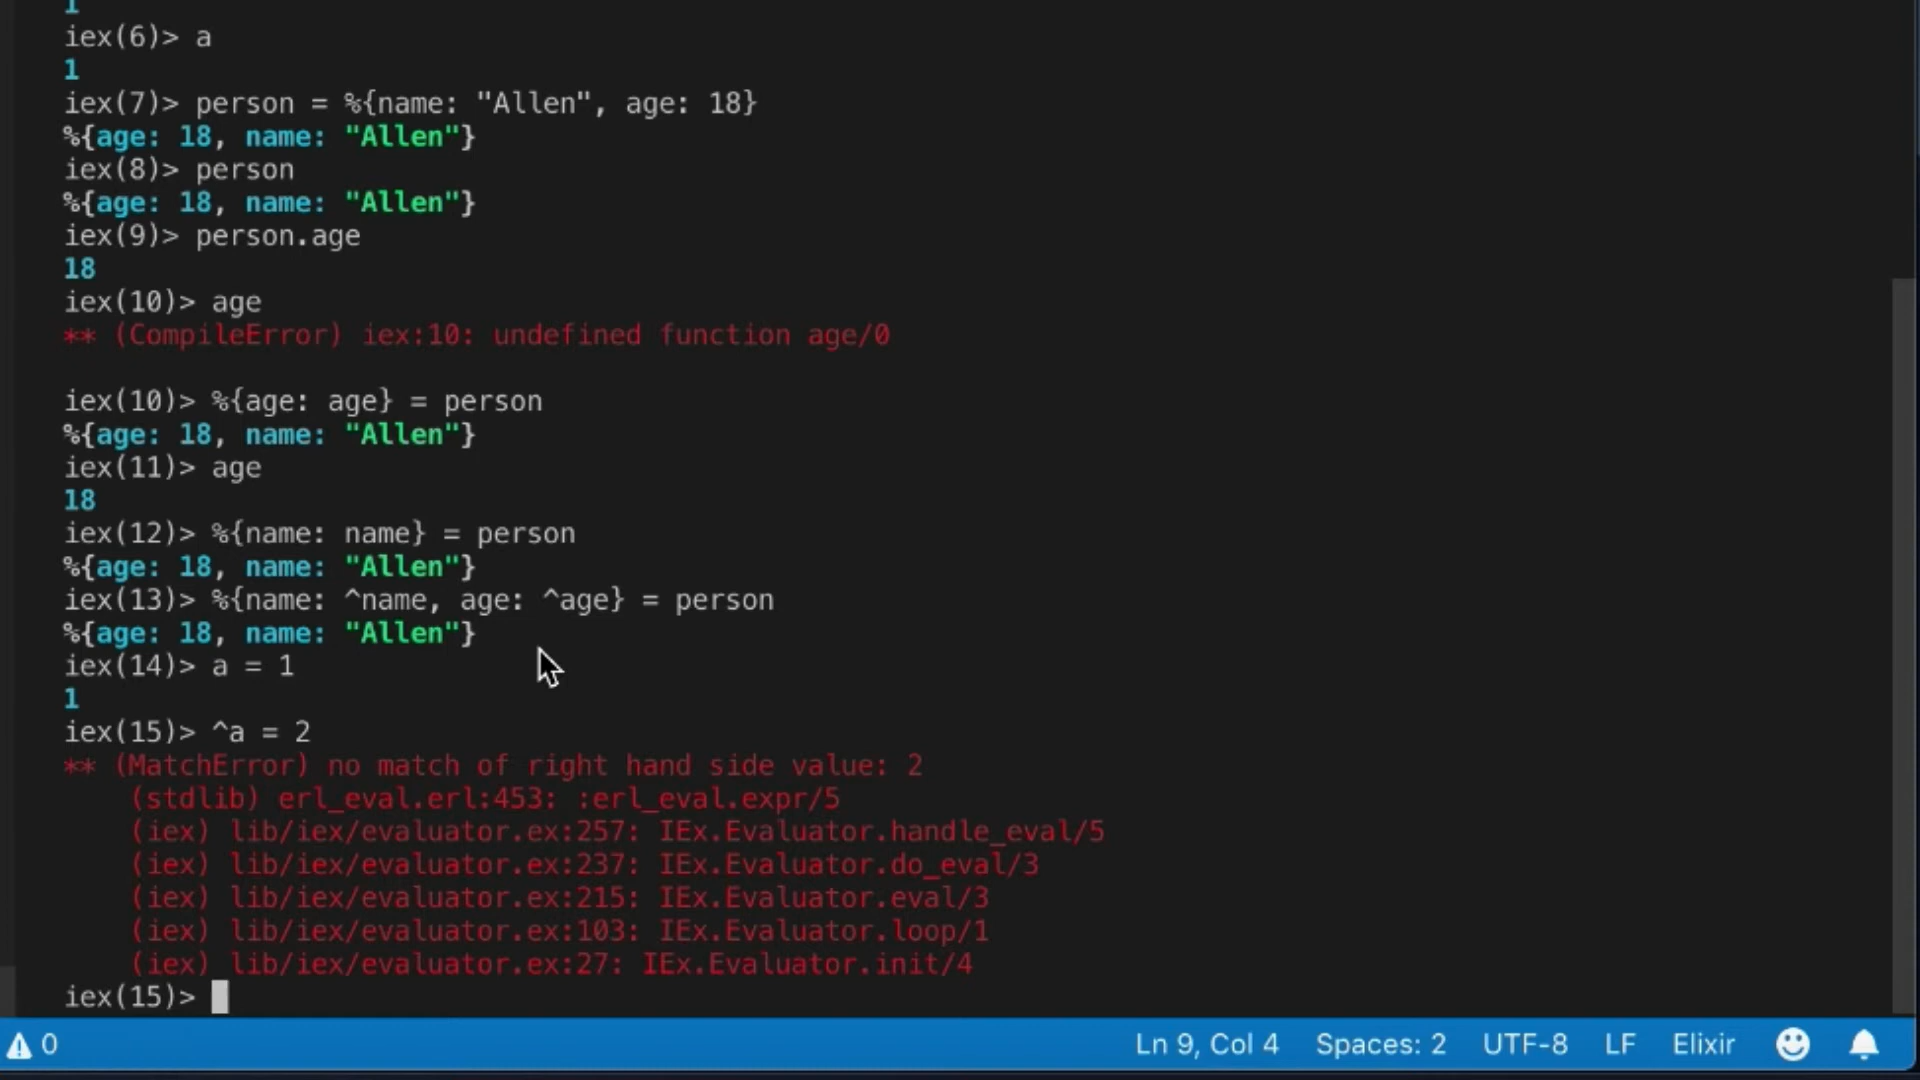 1
iex(6)> a
1
iex(7)> person = %{name: "Allen", age: 18}
%{age: 18, name: "Allen"}
iex(8)> person
%{age: 18, name: "Allen"}
iex(9)> person.age
18
iex(10)> age
** (CompileError) iex:10: undefined function age/0
iex(10)> %{age: age} = person
%{age: 18, name: "Allen"}
iex(11)> age
18
iex(12)> %{name: name} = person
%{age: 18, name: "Allen"}
iex(13)> %{name: ^name, age: ^age} = person
%{age: 18, name: "Allen"}
iex(14)> a = 1
1
iex(15)> ^a = 2
** (MatchError) no match of right hand side value: 2
(stdlib) erl_eval.erl:453: :erl_eval.expr/5
(iex) lib/iex/evaluator.ex:257: IEx.Evaluator.handle_eval/5
(iex) lib/iex/evaluator.ex:237: IEx.Evaluator.do_eval/3
(iex) lib/iex/evaluator.ex:215: IEx.Evaluator.eval/3
(iex) lib/iex/evaluator.ex:103: IEx.Evaluator.loop/1
(iex) lib/iex/evaluator.ex:27: IEx.Evaluator.init/4
iex(15)>
0 Ln 9, Col 4 Spaces: 2 UTF-8 LF Elixir